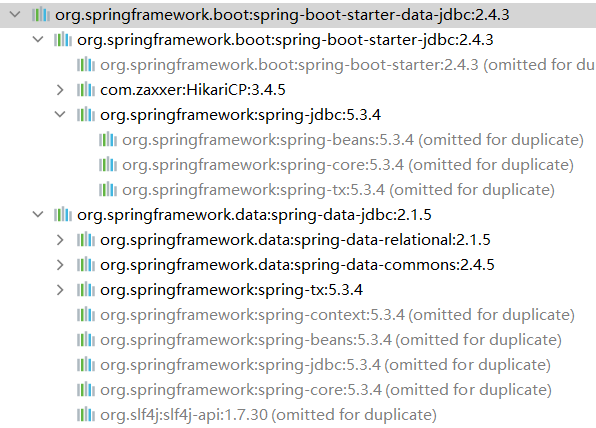 org.springframework.boot:spring-boot-starter-data-jdbc:2.4.3
org.springframework.boot:spring-boot-starter-jdbc:2.4.3
org.springframework.boot:spring-boot-starter:2.4.3 (omitted for du
com.zaxxer:HikariCP:3.4.5
org.springframework:spring-jdbc:5.3.4
org.springframework:spring-beans:5.3.4 (omitted for duplicate)
org.springframework:spring-core:5.3.4 (omitted for duplicate)
org.springframework:spring-tx:5.3.4 (omitted for duplicate)
org.springframework.data:spring-data-jdbc:2.1.5
org.springframework.data:spring-data-relational:2.1.5
org.springframework.data:spring-data-commons:2.4.5
org.springframework:spring-tx:5.3.4
org.springframework:spring-context:5.3.4 (omitted for duplicate)
org.springframework:spring-beans:5.3.4 (omitted for duplicate)
org.springframework:spring-jdbc:5.3.4 (omitted for duplicate)
org.springframework:spring-core:5.3.4 (omitted for duplicate)
org.slf4j:slf4j-api:1.7.30 (omitted for duplicate)